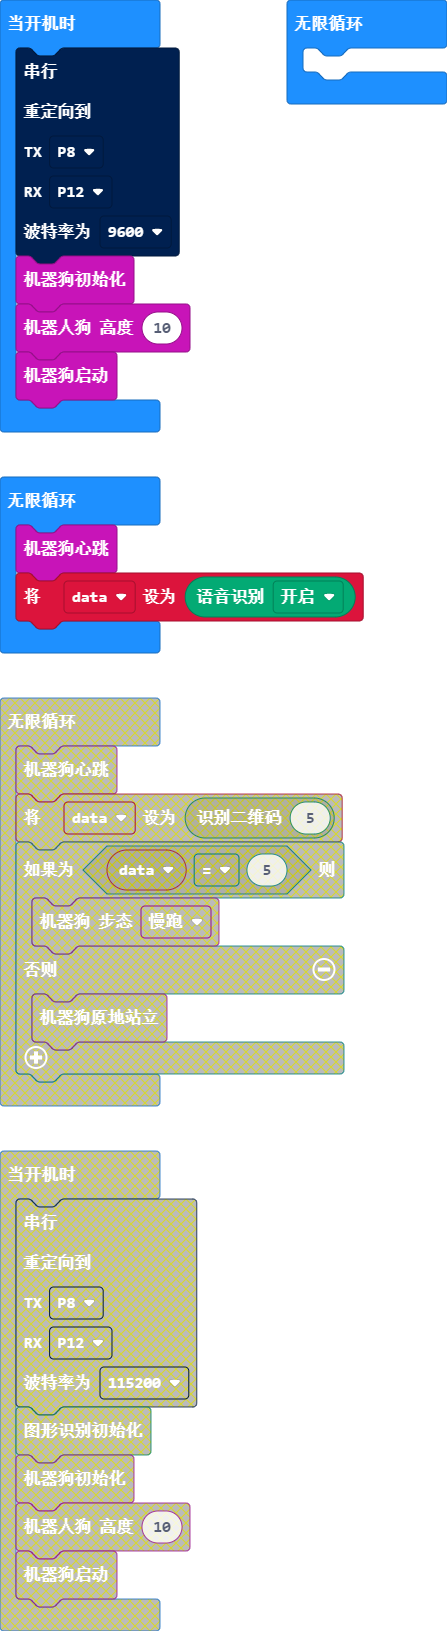 当开机时
串行
重定向到
TX P8
RX P12
波特率为 9600
机器狗初始化
机器人狗 高度 10
机器狗启动
无限循环
无限循环
机器狗心跳
将 data 设为 语音识别 开启
无限循环
机器狗心跳
将 data 设为 识别二维码 5
如果为 data = 5 则
机器狗 步态 慢跑
否则
机器狗原地站立
当开机时
串行
重定向到
TX P8
RX P12
波特率为 115200
图形识别初始化
机器狗初始化
机器人狗 高度 10
机器狗启动